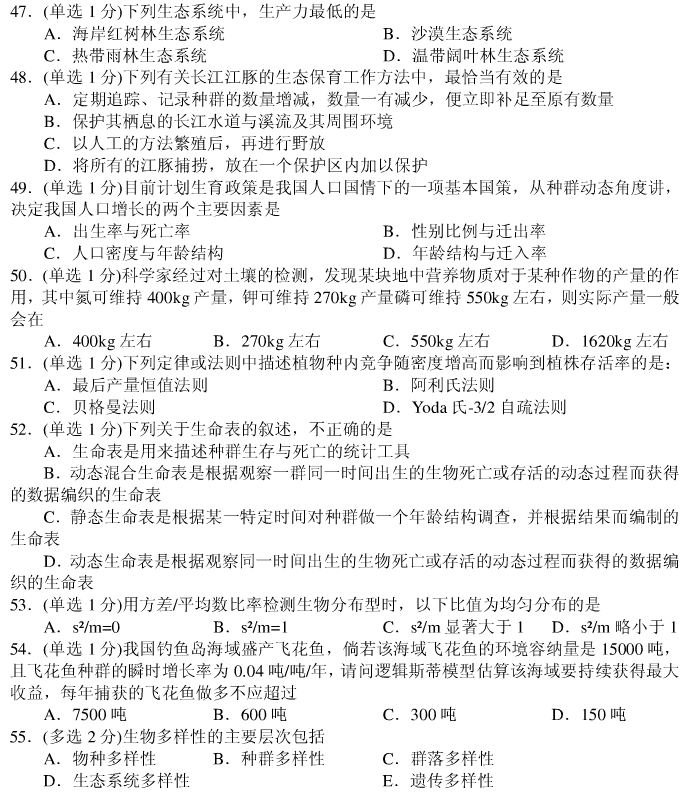 47．(单选 1 分)下列生态系统中，生产力最低的是
A．海岸红树林生态系统 B．沙漠生态系统
C．热带雨林生态系统 D．温带阔叶林生态系统
48．(单选 1 分)下列有关长江江豚的生态保育工作方法中，最恰当有效的是
A．定期追踪、记录种群的数量增减，数量一有减少，便立即补足至原有数量
B．保护其栖息的长江水道与溪流及其周围环境
C．以人工的方法繁殖后，再进行野放
D．将所有的江豚捕捞，放在一个保护区内加以保护
49．(单选 1 分)目前计划生育政策是我国人口国情下的一项基本国策，从种群动态角度讲，
决定我国人口增长的两个主要因素是
A．出生率与死亡率 B．性别比例与迁出率
C．人口密度与年龄结构 D．年龄结构与迁入率
50．(单选 1 分)科学家经过对土壤的检测，发现某块地中营养物质对于某种作物的产量的作
用，其中氮可维持 400kg 产量，钾可维持 270kg 产量磷可维持 550kg 左右，则实际产量一般
会在
A．400kg 左右 B．270kg 左右 C．550kg 左右 D．1620kg 左右
51．(单选 1 分)下列定律或法则中描述植物种内竞争随密度增高而影响到植株存活率的是：
A．最后产量恒值法则 B．阿利氏法则
C．贝格曼法则 D．Yoda 氏-3/2 自疏法则
52．(单选 1 分)下列关于生命表的叙述，不正确的是
A．生命表是用来描述种群生存与死亡的统计工具
B．动态混合生命表是根据观察一群同一时间出生的生物死亡或存活的动态过程而获得
的数据编织的生命表
C．静态生命表是根据某一特定时间对种群做一个年龄结构调查，并根据结果而编制的
生命表
D．动态生命表是根据观察同一时间出生的生物死亡或存活的动态过程而获得的数据编
织的生命表
53．(单选 1 分)用方差/平均数比率检测生物分布型时，以下比值为均匀分布的是
A．s²/m=0 B．s²/m=1 C．s²/m 显著大于 1 D．s²/m 略小于 1
54．(单选 1 分)我国钓鱼岛海域盛产飞花鱼，倘若该海域飞花鱼的环境容纳量是 15000 吨，
且飞花鱼种群的瞬时增长率为 0.04 吨/吨/年，请问逻辑斯蒂模型估算该海域要持续获得最大
收益，每年捕获的飞花鱼做多不应超过
A．7500 吨 B．600 吨 C．300 吨 D．150 吨
55．(多选 2 分)生物多样性的主要层次包括
A．物种多样性 B．种群多样性 C．群落多样性
D．生态系统多样性 E．遗传多样性